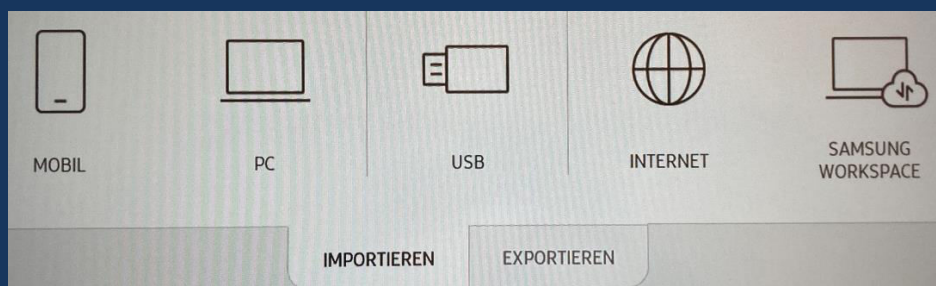 MOBIL
PC
USB
INTERNET
SAMSUNG
WORKSPACE
IMPORTIEREN
EXPORTIEREN